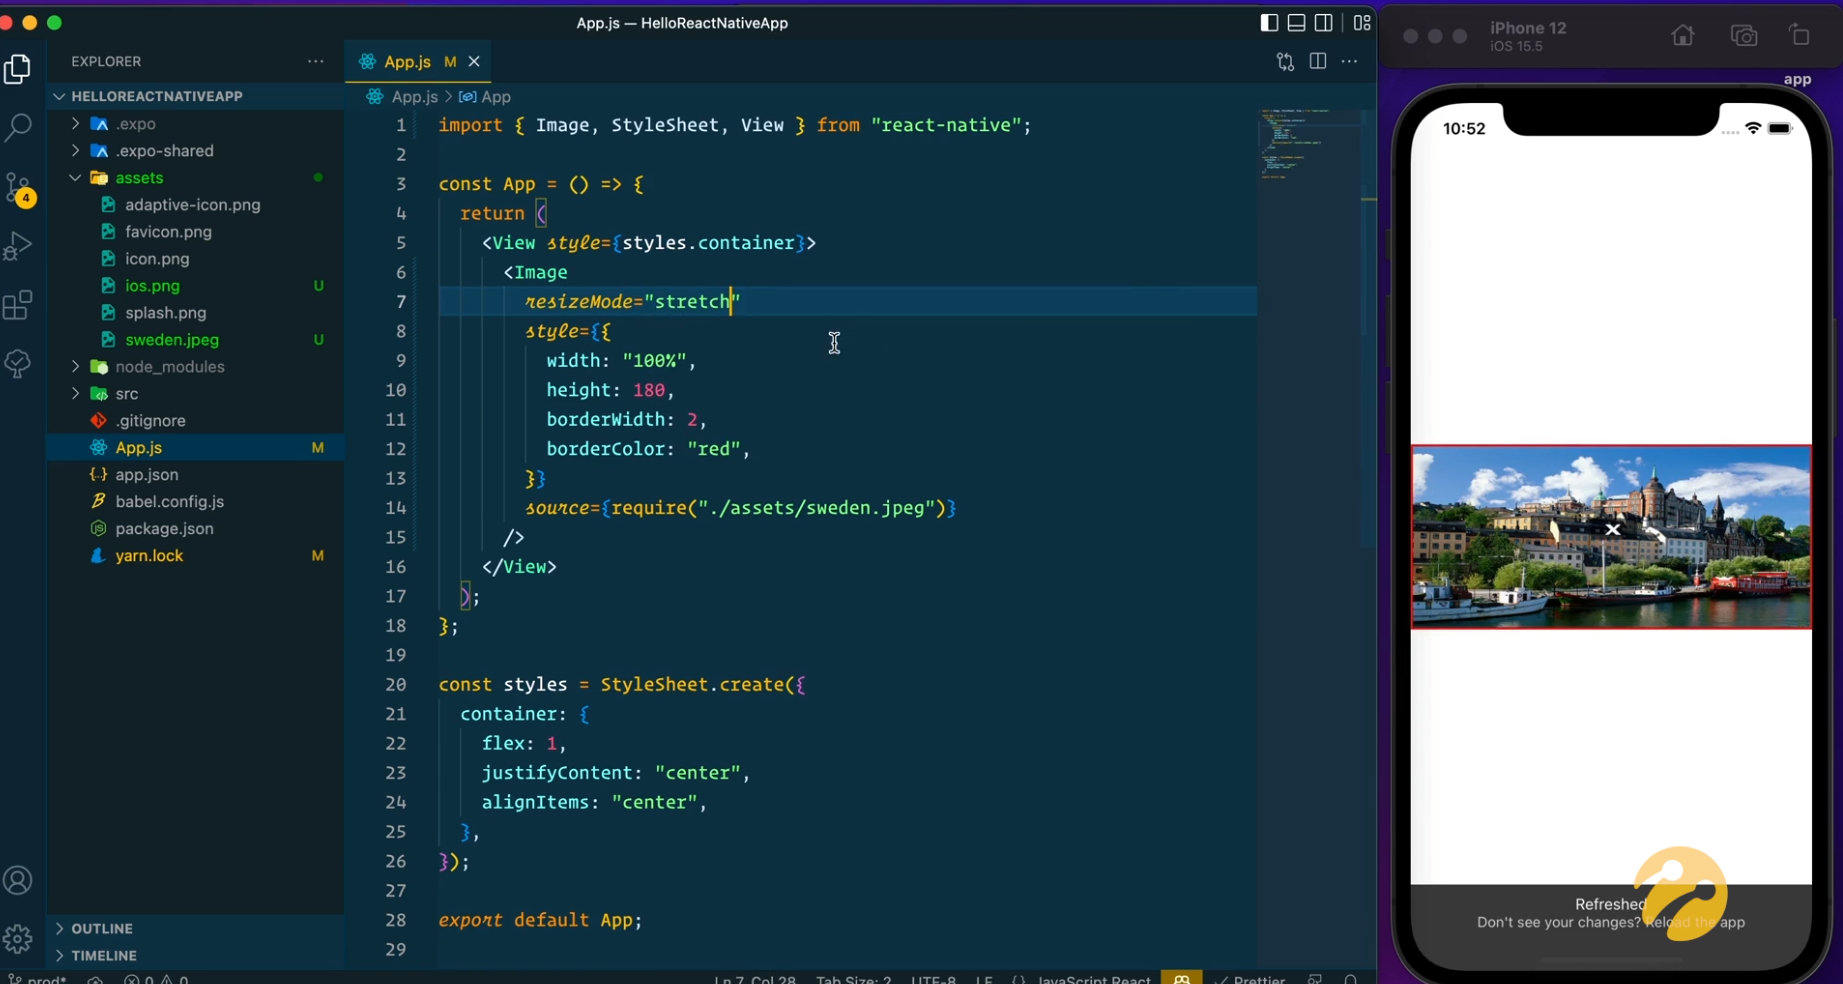 App.js — HelloReactNativeApp
EXPLORER
HELLOREACTNATIVEAPP
.expo
.expo-shared
assets
adaptive-icon.png
favicon.png
icon.png
ios.png U
splash.png
sweden.jpeg U
node_modules
src
.gitignore
App.js M
app.json
babel.config.js
package.json
yarn.lock M
OUTLINE
TIMELINE
4
App.js M
App.js > App
1 import { Image, StyleSheet, View } from "react-native";
2
3 const App = () => {
4 return (
5 <View style={styles.container}>
6 <Image
7 resizeMode="stretch"
8 style={{
9 width: "100%",
10 height: 180,
11 borderWidth: 2,
12 borderColor: "red",
13 }}
14 source={require("./assets/sweden.jpeg")}
15 />
16 </View>
17 );
18 };
19
20 const styles = StyleSheet.create({
21 container: {
22 flex: 1,
23 justifyContent: "center",
24 alignItems: "center",
25 },
26 });
27
28 export default App;
29
prod* 0 0 Ln 7, Col 28 Tab Size: 2 UTF-8 LF {} JavaScript React Prettier
iPhone 12
iOS 15.5
app
10:52
Refreshed
Don't see your changes? Reload the app